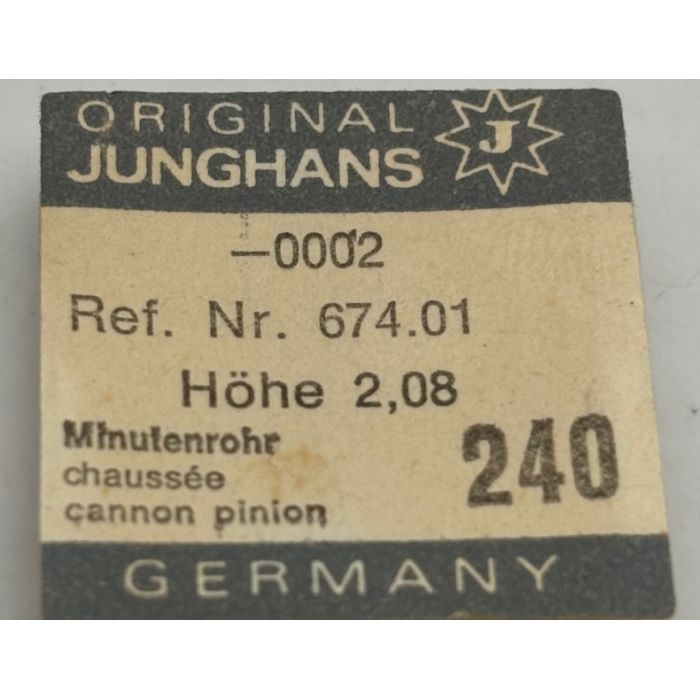 ORIGINAL
JUNGHANS J
—0002
Ref. Nr. 674.01
Höhe 2,08
Minutenrohr
chaussée
cannon pinion
240
GERMANY